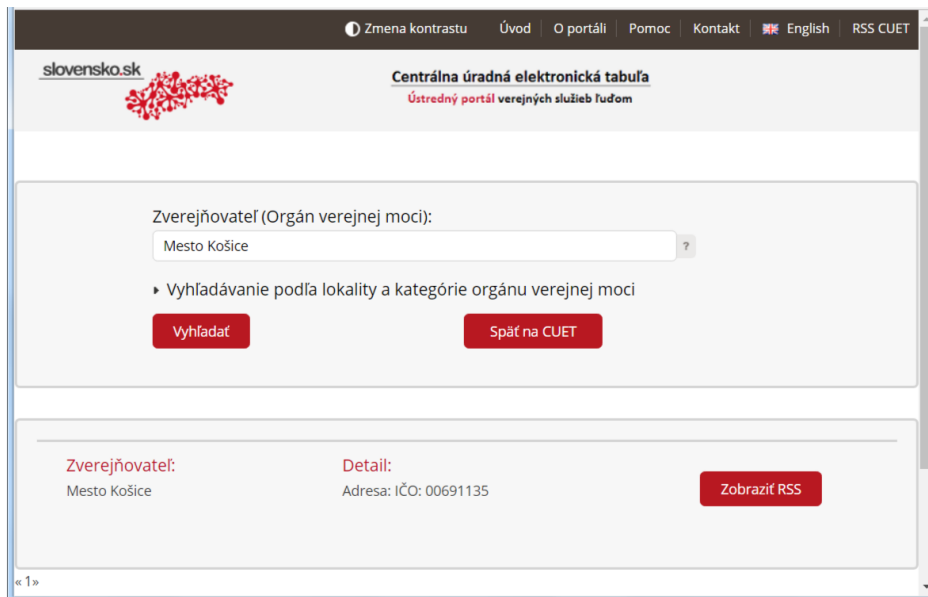 Zmena kontrastu Úvod O portáli Pomoc Kontakt English RSS CUET
slovensko.sk
Centrálna úradná elektronická tabuľa
Ústredný portál verejných služieb ľuďom
Zverejňovateľ (Orgán verejnej moci):
Mesto Košice ?
Vyhľadávanie podľa lokality a kategórie orgánu verejnej moci
Vyhľadať Späť na CUET
Zverejňovateľ: Detail:
Mesto Košice Adresa: IČO: 00691135 Zobraziť RSS
« 1»